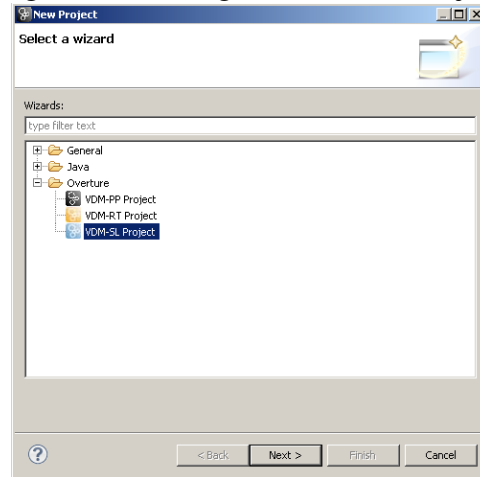 New Project
Select a wizard
Wizards:
type filter text
General
Java
Overture
VDM-PP Project
VDM-RT Project
VDM-SL Project
?
< Back Next > Finish Cancel